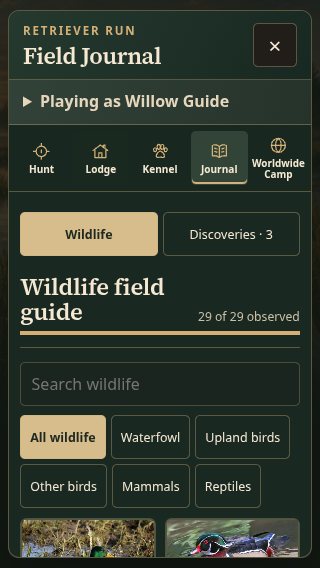 RETRIEVER RUN
Field Journal
Playing as Willow Guide
Hunt
Lodge
Kennel
Journal
Worldwide
Camp
Wildlife
Discoveries · 3
Wildlife field
guide
29 of 29 observed
Search wildlife
All wildlife
Waterfowl
Upland birds
Other birds
Mammals
Reptiles